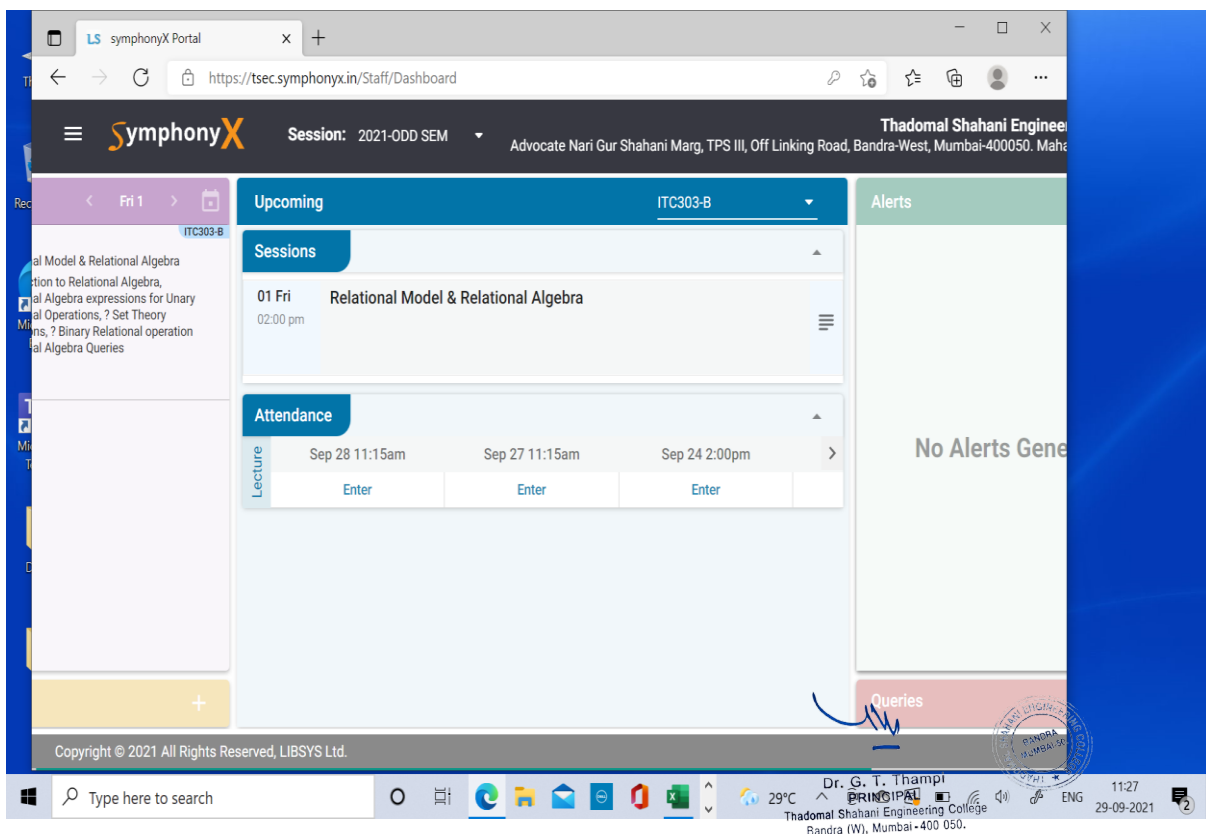 LS symphonyX Portal
https://tsec.symphonyx.in/Staff/Dashboard
SymphonyX
Session: 2021-ODD SEM
Thadomal Shahani Enginee
Advocate Nari Gur Shahani Marg, TPS III, Off Linking Road, Bandra-West, Mumbai-400050. Maha
Fri 1
ITC303-B
al Model & Relational Algebra
tion to Relational Algebra,
al Algebra expressions for Unary
al Operations, ? Set Theory
ns, ? Binary Relational operation
al Algebra Queries
Upcoming
ITC303-B
Sessions
01 Fri
Relational Model & Relational Algebra
02:00 pm
Attendance
Lecture
Sep 28 11:15am
Sep 27 11:15am
Sep 24 2:00pm
Enter
Enter
Enter
Alerts
No Alerts Gene
Queries
Copyright © 2021 All Rights Reserved, LIBSYS Ltd.
Type here to search
29°C
ENG
11:27
29-09-2021
2
Dr. G. T. Thampi
PRINCIPAL
Thadomal Shahani Engineering College
Bandra (W), Mumbai-400 050.